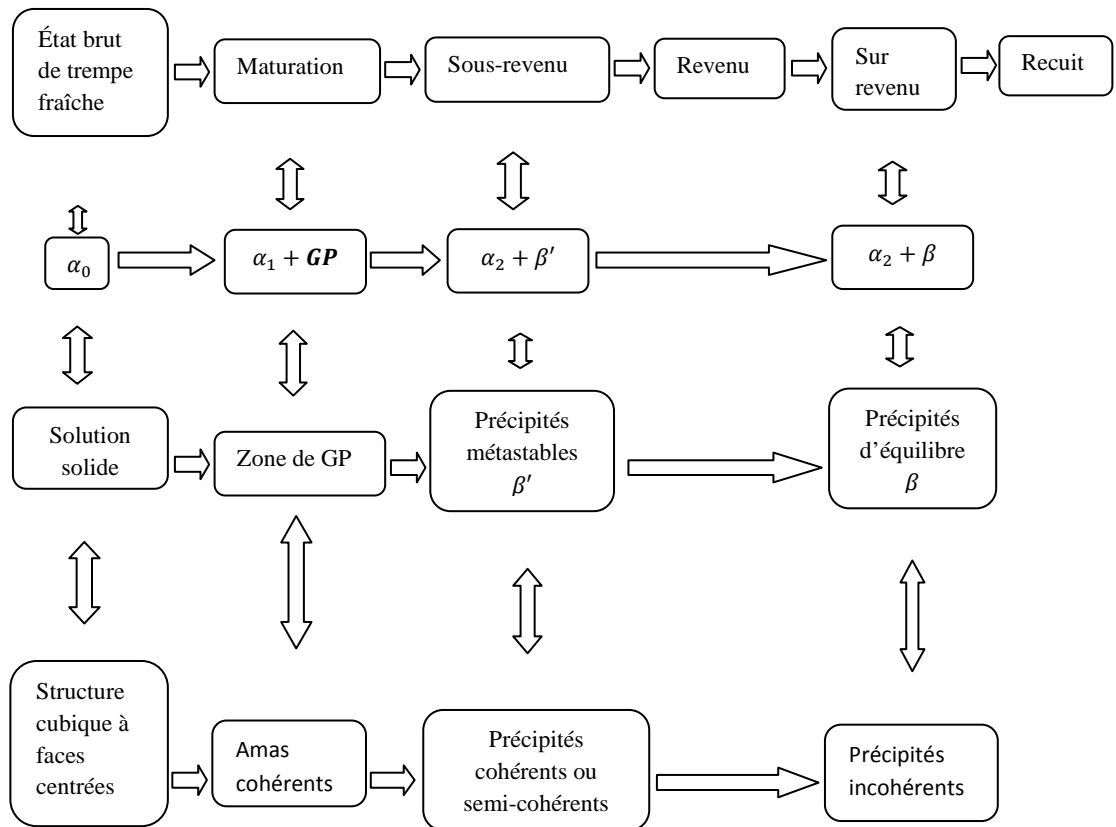 État brut
de trempe
fraîche
Maturation
Sous-revenu
Revenu
Sur
revenu
Recuit
α₀
α₁ + GP
α₂ + β′
α₂ + β
Solution
solide
Zone de GP
Précipités
métastables
β′
Précipités
d’équilibre
β
Structure
cubique à
faces
centrées
Amas
cohérents
Précipités
cohérents ou
semi-cohérents
Précipités
incohérents